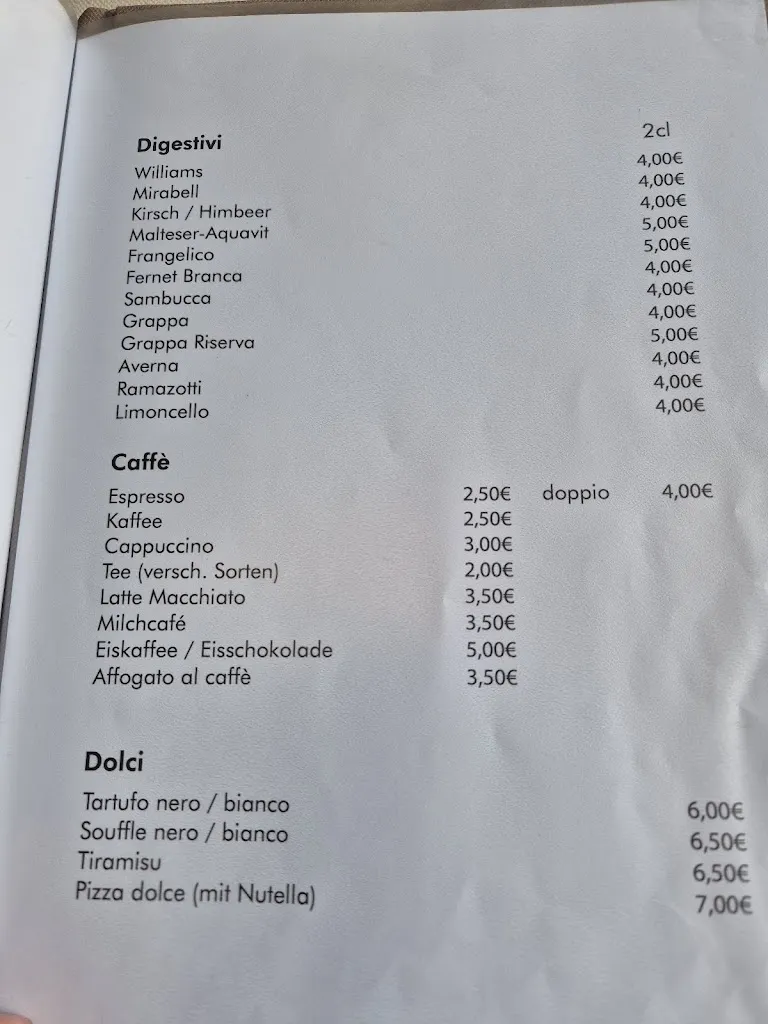 Digestivi 2cl
Williams 4,00€
Mirabell 4,00€
Kirsch / Himbeer 4,00€
Malteser-Aquavit 5,00€
Frangelico 5,00€
Fernet Branca 4,00€
Sambucca 4,00€
Grappa 4,00€
Grappa Riserva 5,00€
Averna 4,00€
Ramazotti 4,00€
Limoncello 4,00€
Caffè
Espresso 2,50€ doppio 4,00€
Kaffee 2,50€
Cappuccino 3,00€
Tee (versch. Sorten) 2,00€
Latte Macchiato 3,50€
Milchcafé 3,50€
Eiskaffee / Eisschokolade 5,00€
Affogato al caffè 3,50€
Dolci
Tartufo nero / bianco 6,00€
Souffle nero / bianco 6,50€
Tiramisu 6,50€
Pizza dolce (mit Nutella) 7,00€